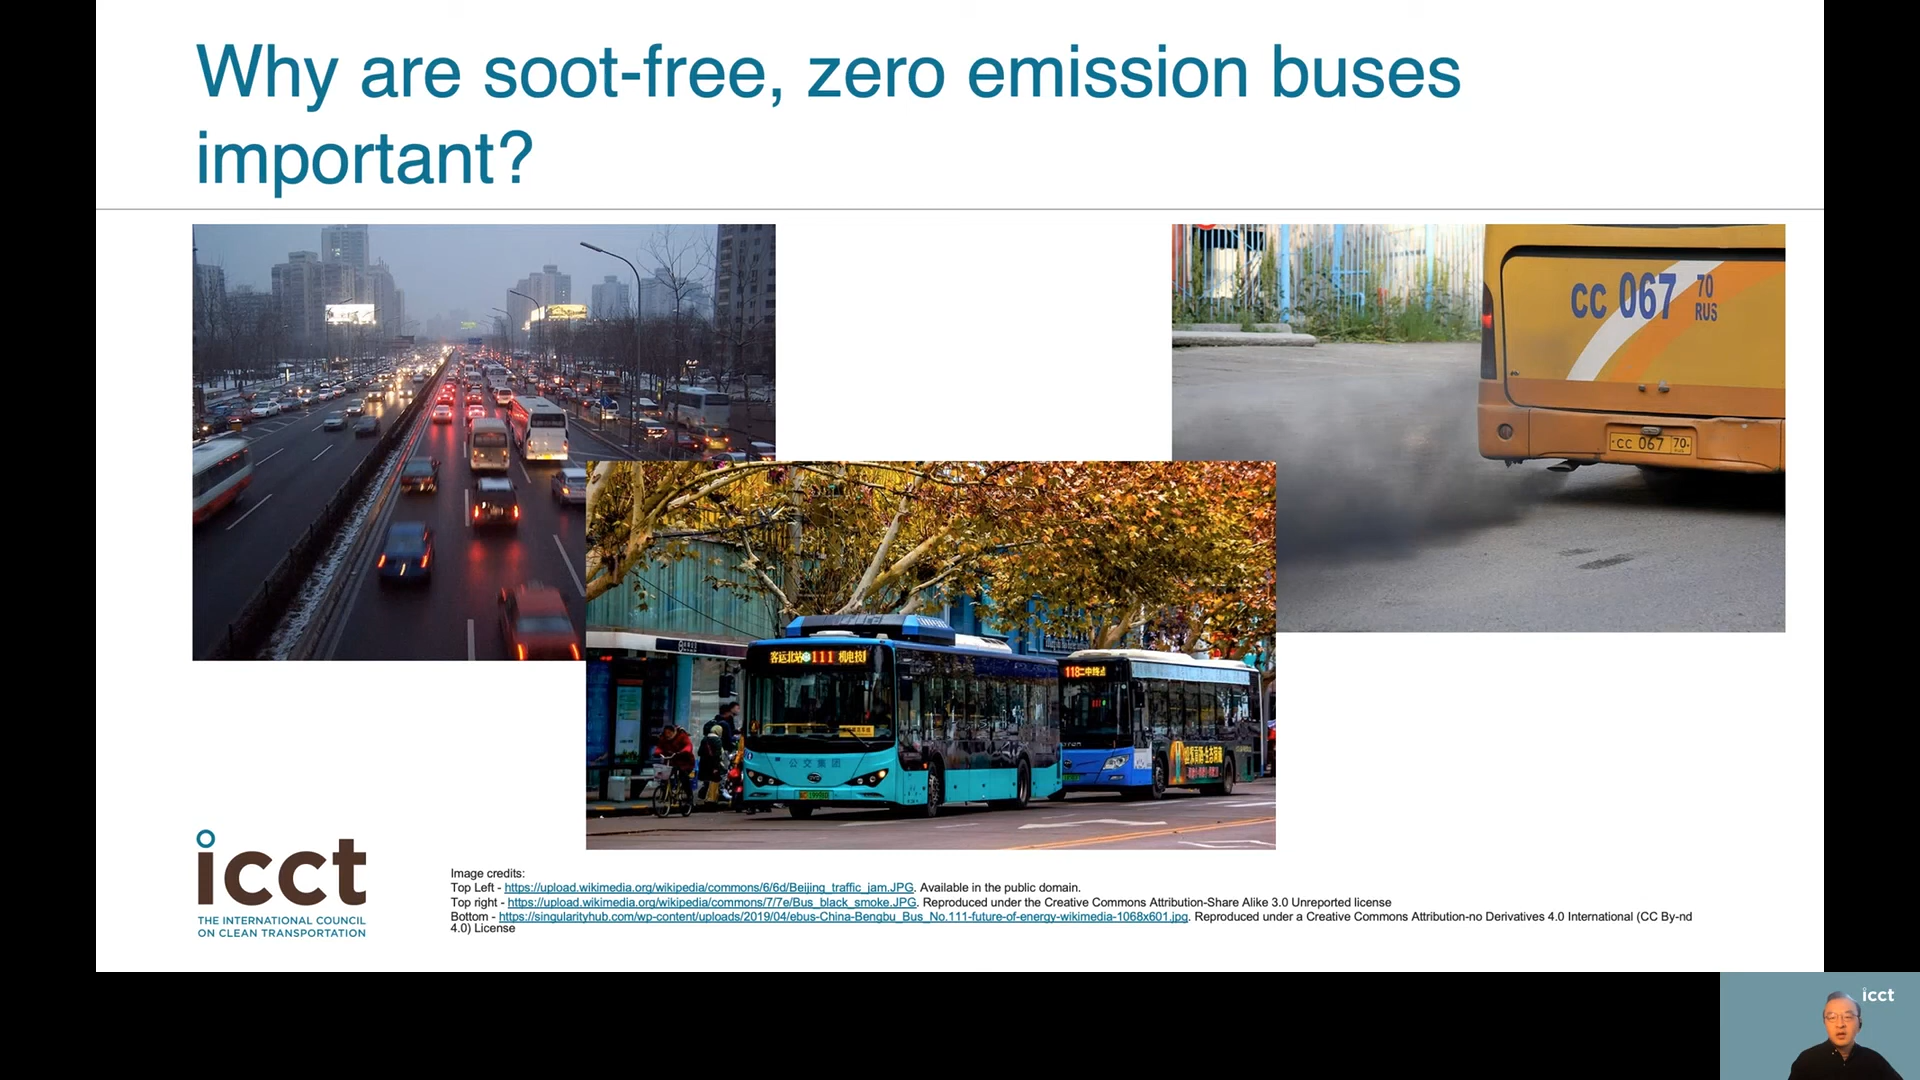 Why are soot-free, zero emission buses
important?
CC 067 70
RUS
CC 067 70
客运北站 111 机电技
118 二中终点
公交集团
icct
THE INTERNATIONAL COUNCIL
ON CLEAN TRANSPORTATION
Image credits:
Top Left - https://upload.wikimedia.org/wikipedia/commons/6/6d/Beijing_traffic_jam.JPG. Available in the public domain.
Top right - https://upload.wikimedia.org/wikipedia/commons/7/7e/Bus_black_smoke.JPG. Reproduced under the Creative Commons Attribution-Share Alike 3.0 Unreported license
Bottom - https://singularityhub.com/wp-content/uploads/2019/04/ebus-China-Bengbu_Bus_No.111-future-of-energy-wikimedia-1068x601.jpg. Reproduced under a Creative Commons Attribution-no Derivatives 4.0 International (CC By-nd
4.0) License
icct